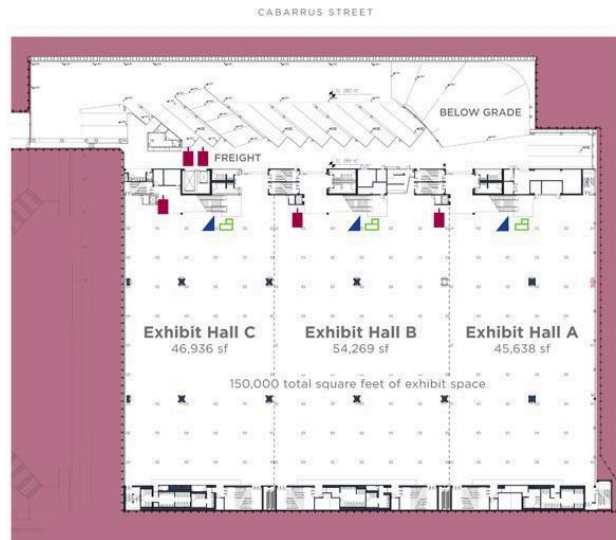 CABARRUS STREET
BELOW GRADE
FREIGHT
Exhibit Hall C
46,936 sf
Exhibit Hall B
54,269 sf
Exhibit Hall A
45,638 sf
150,000 total square feet of exhibit space